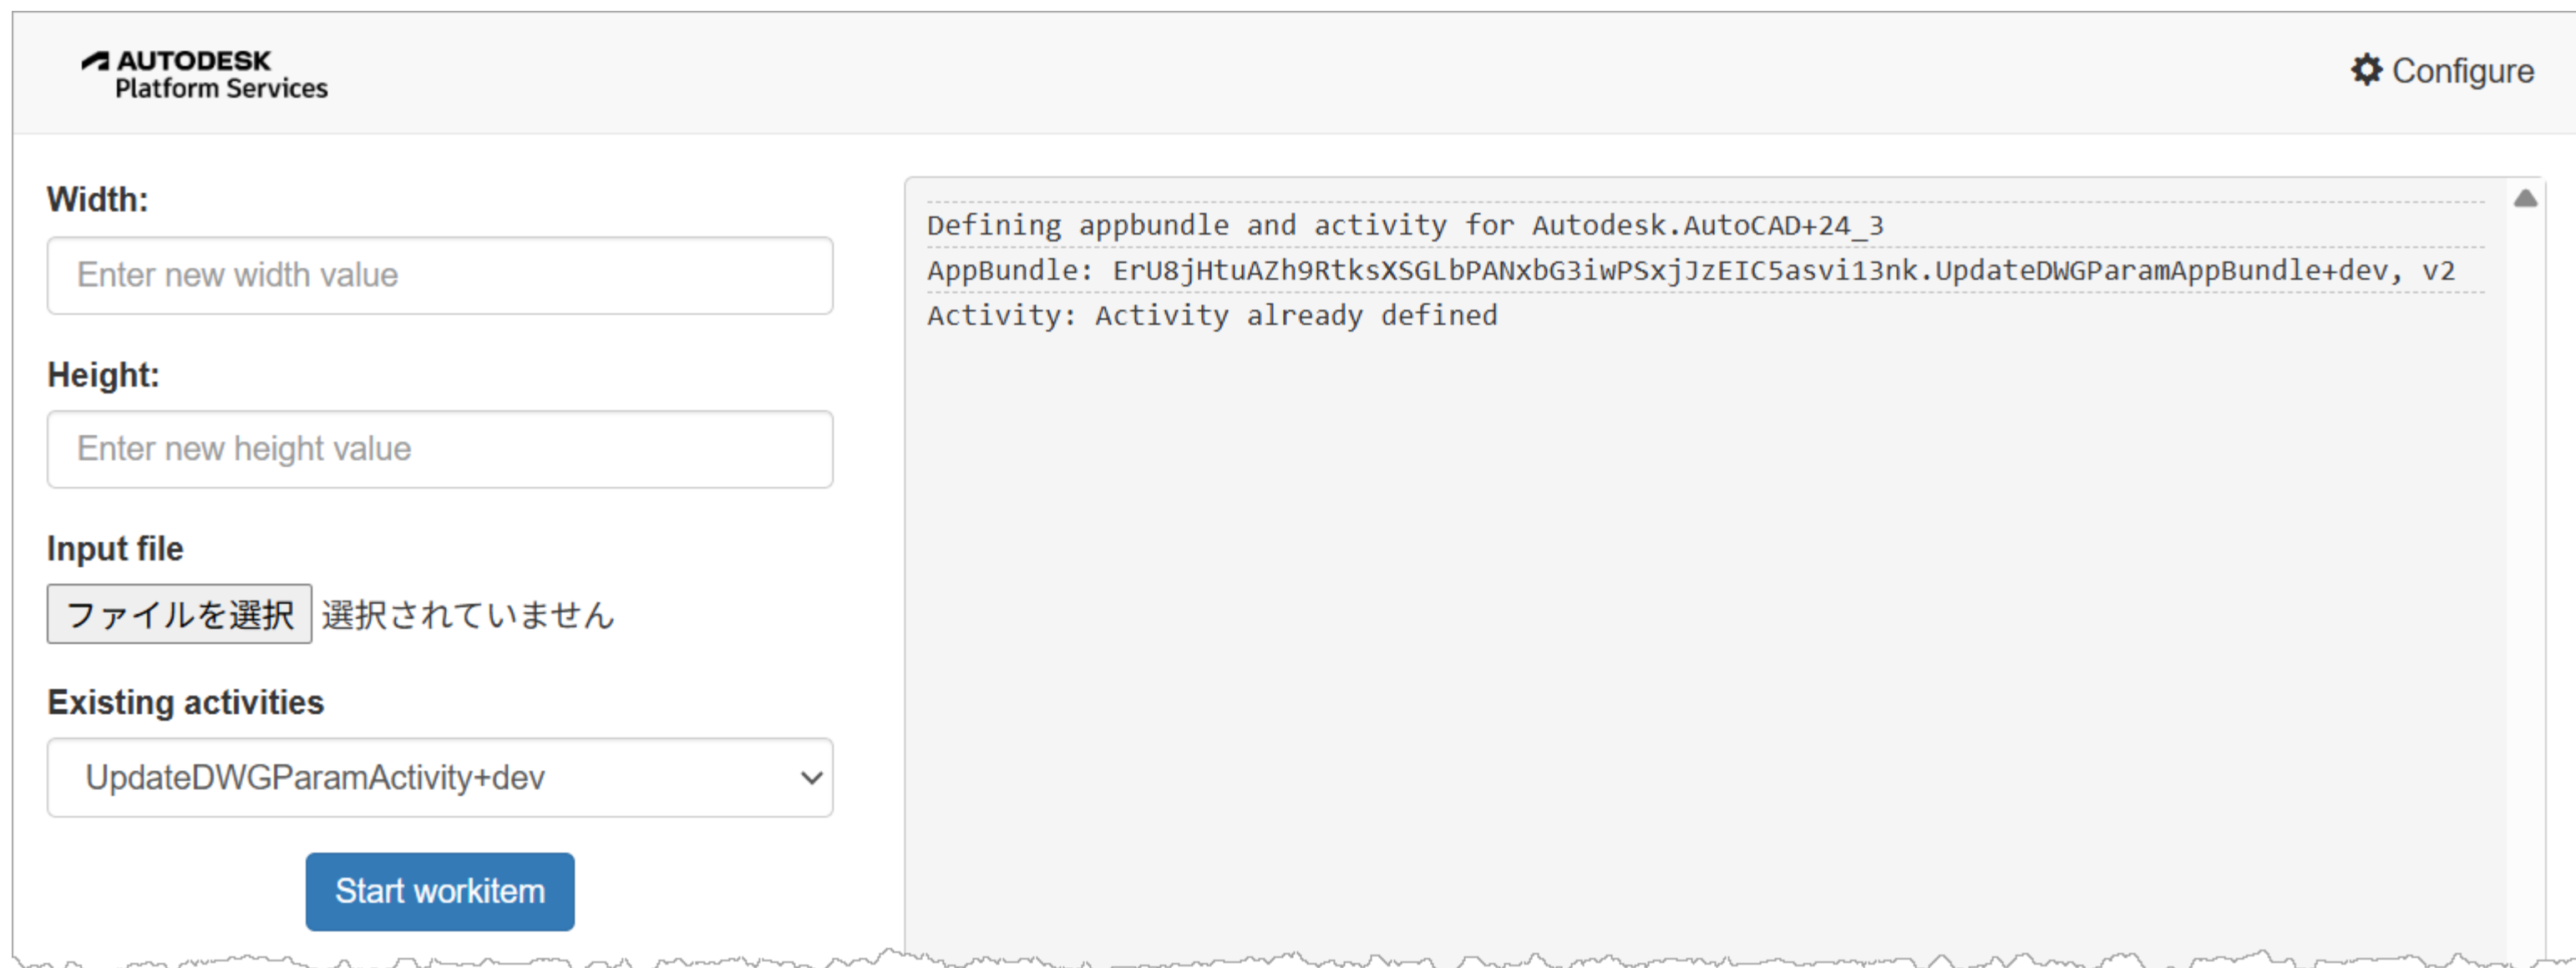 AUTODESK
Platform Services
Configure
Width:
Enter new width value
Height:
Enter new height value
Input file
ファイルを選択 選択されていません
Existing activities
UpdateDWGParamActivity+dev
Start workitem
Defining appbundle and activity for Autodesk.AutoCAD+24_3
AppBundle: ErU8jHtuAZh9RtksXSGLbPANxbG3iwPSxjJzEIC5asvi13nk.UpdateDWGParamAppBundle+dev, v2
Activity: Activity already defined